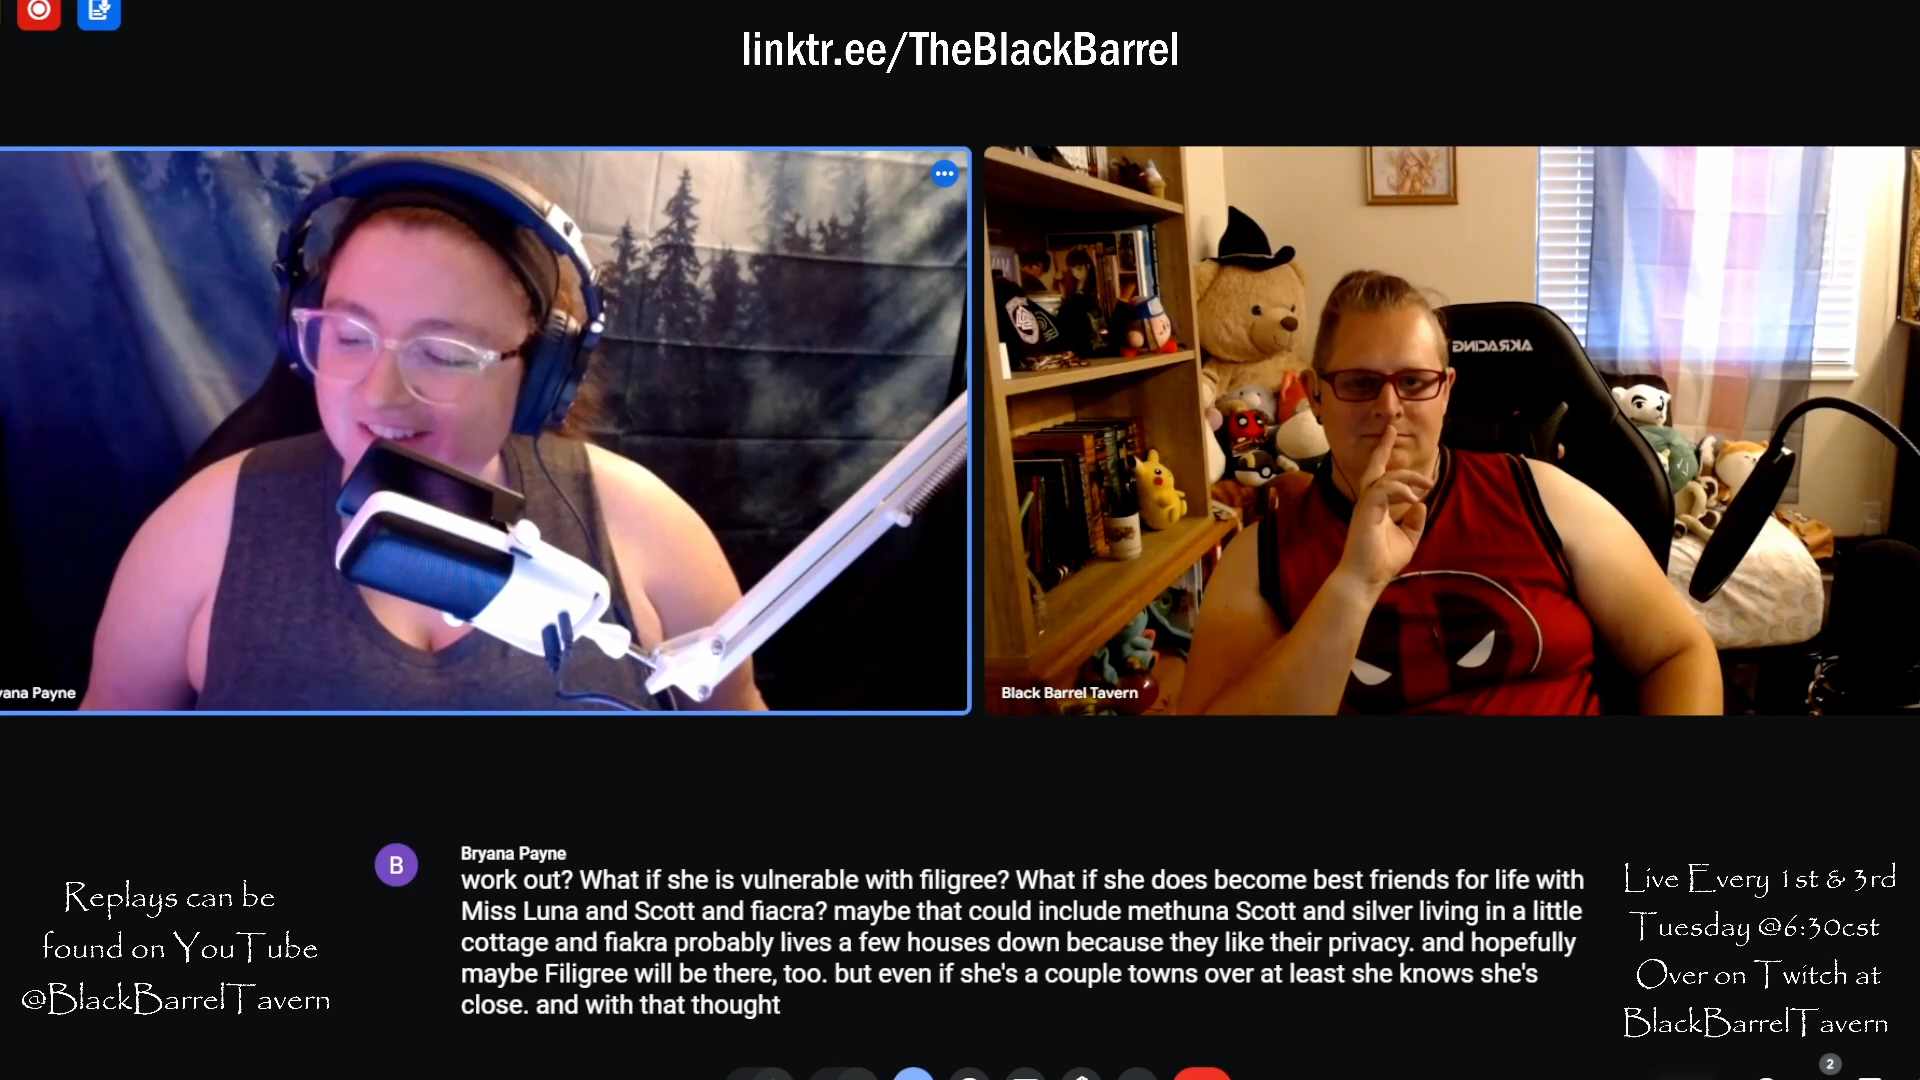 linktr.ee/TheBlackBarrel
AKRACING
yana Payne
Black Barrel Tavern
B
Bryana Payne
work out? What if she is vulnerable with filigree? What if she does become best friends for life with
Miss Luna and Scott and fiacra? maybe that could include methuna Scott and silver living in a little
cottage and fiakra probably lives a few houses down because they like their privacy. and hopefully
maybe Filigree will be there, too. but even if she's a couple towns over at least she knows she's
close. and with that thought
Replays can be
found on YouTube
@BlackBarrelTavern
Live Every 1st & 3rd
Tuesday @6:30cst
Over on Twitch at
BlackBarrelTavern
2